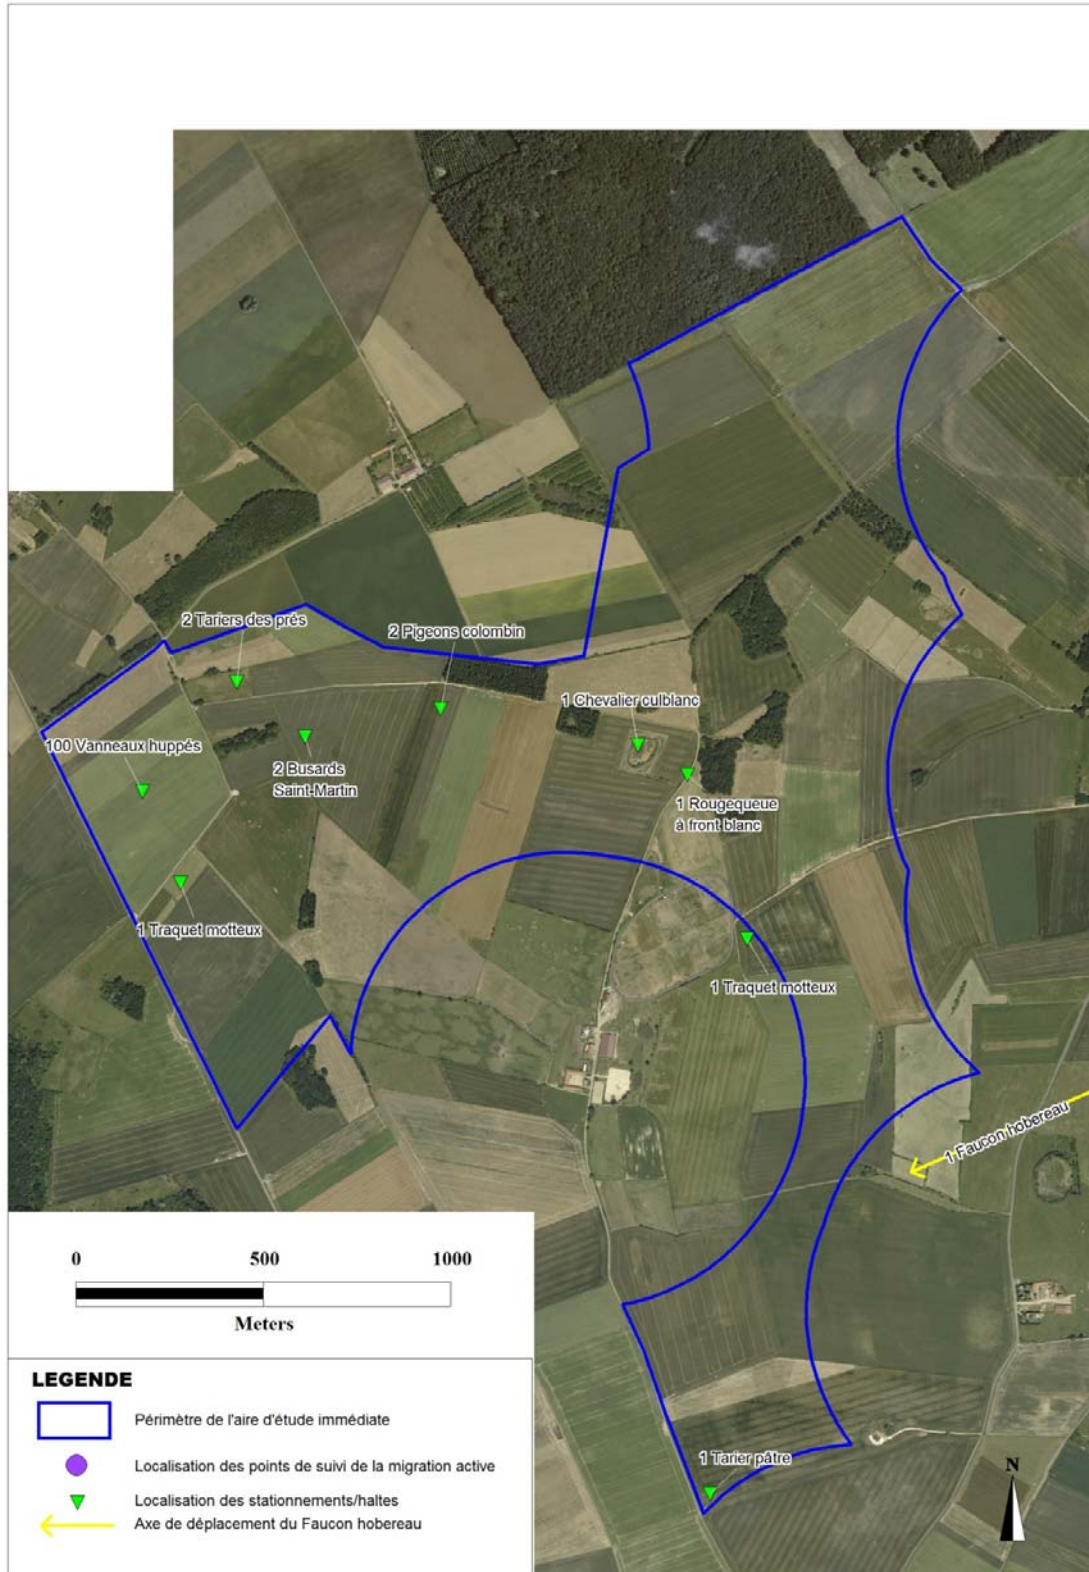 2 Tariers des prés
2 Pigeons colombin
1 Chevalier culblanc
100 Vanneaux huppés
2 Busards
Saint-Martin
1 Rougequeue
à front blanc
1 Traquet motteux
1 Traquet motteux
1 Faucon hobereau
1 Tarier pâtre
N
0 500 1000
Meters
LEGENDE
Périmètre de l'aire d'étude immédiate
Localisation des points de suivi de la migration active
Localisation des stationnements/haltes
Axe de déplacement du Faucon hobereau